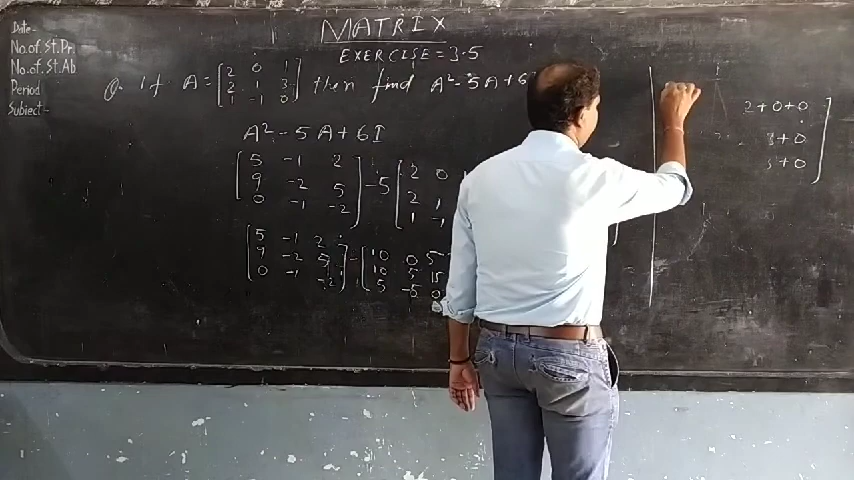 MATRIX
EXERCISE = 3.5
Date-
No. of. St. Pr.
No. of. St. Ab
Period
Subject-
Q. if A = [2 0 1
2 1 3
1 -1 0] then find A² - 5A + 6
A² - 5A + 6I
[5 -1 2
9 -2 5
0 -1 -2] - 5 [2 0
2 1
1 -1
[5 -1 2
9 -2 5
0 -1 -2] - [10 0 5
10 5 15
5 -5 0
2+0+0
3+0
3+0]